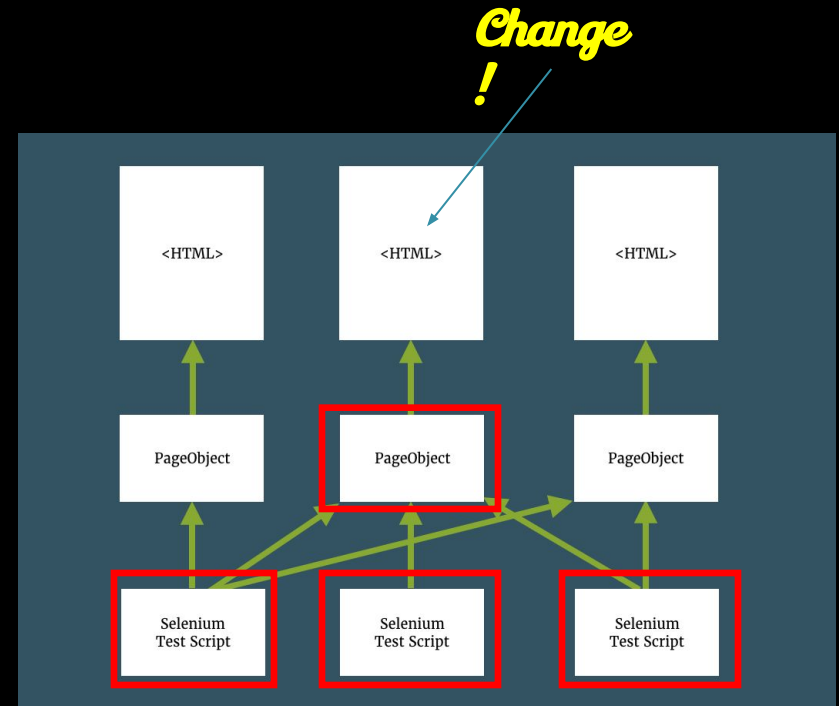 Change
!
<HTML>
<HTML>
<HTML>
PageObject
PageObject
PageObject
Selenium
Test Script
Selenium
Test Script
Selenium
Test Script